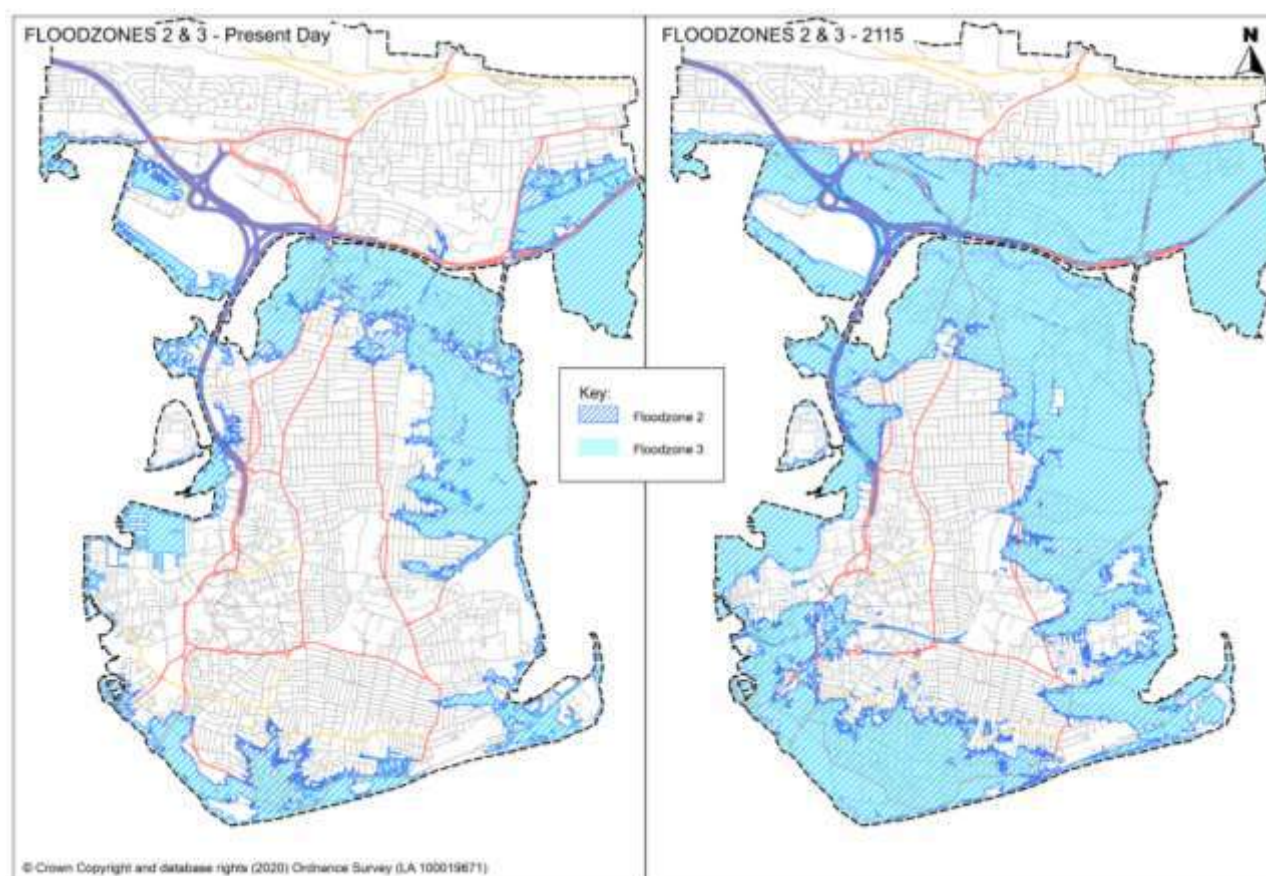 FLOODZONES 2 & 3 - Present Day
FLOODZONES 2 & 3 - 2115
N
Key:
Floodzone 2
Floodzone 3
© Crown Copyright and database rights (2020) Ordnance Survey (LA 100019671)